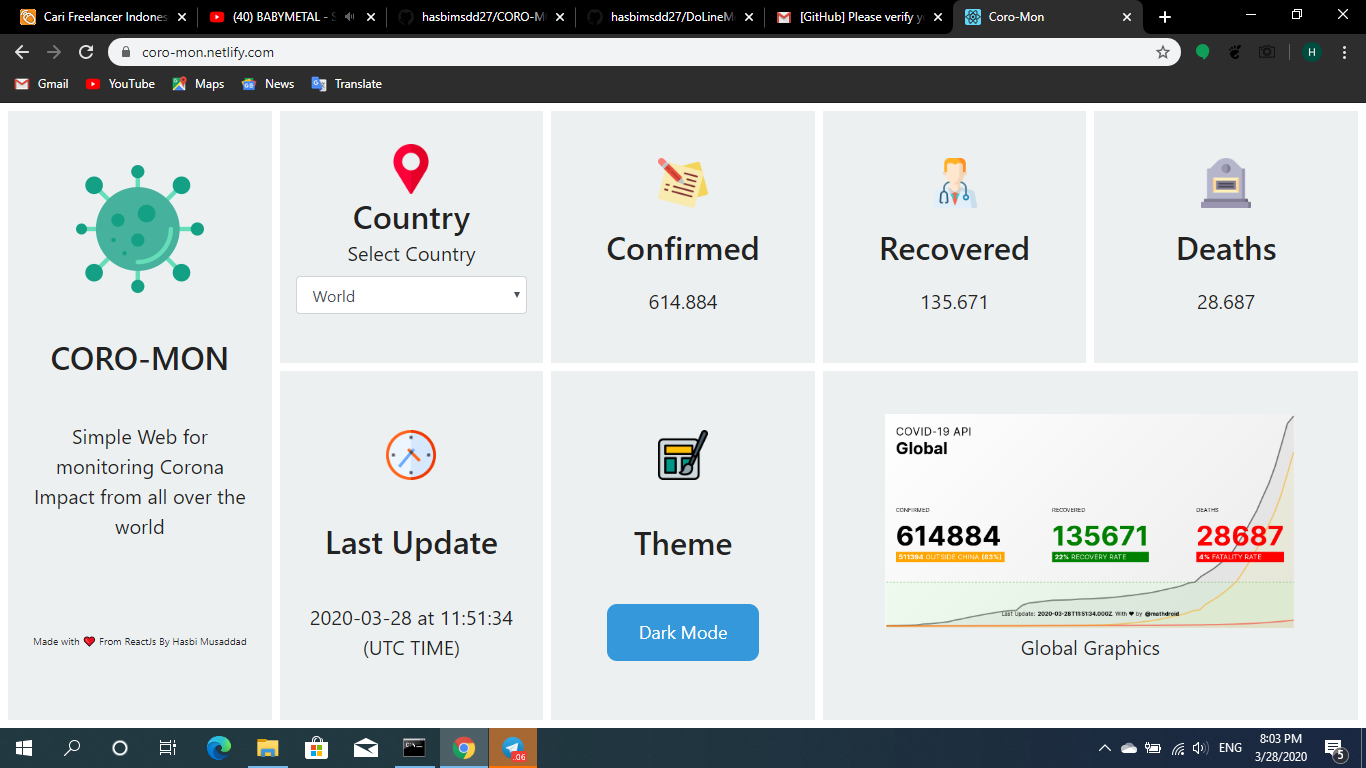 Cari Freelancer Indones
(40) BABYMETAL - S
hasbimsdd27/CORO-M
hasbimsdd27/DoLineM
[GitHub] Please verify y
Coro-Mon
coro-mon.netlify.com
H
Gmail
YouTube
Maps
News
Translate
CORO-MON
Simple Web for
monitoring Corona
Impact from all over the
world
Made with ❤ From ReactJs By Hasbi Musaddad
Country
Select Country
World
Confirmed
614.884
Recovered
135.671
Deaths
28.687
Last Update
2020-03-28 at 11:51:34
(UTC TIME)
Theme
Dark Mode
COVID-19 API
Global
CONFIRMED
614884
511394 OUTSIDE CHINA (83%)
RECOVERED
135671
22% RECOVERY RATE
DEATHS
28687
4% FATALITY RATE
Last Update: 2020-03-28T11:51:34.000Z. With ❤ by @mathdroid
Global Graphics
..06
ENG
8:03 PM
3/28/2020
5